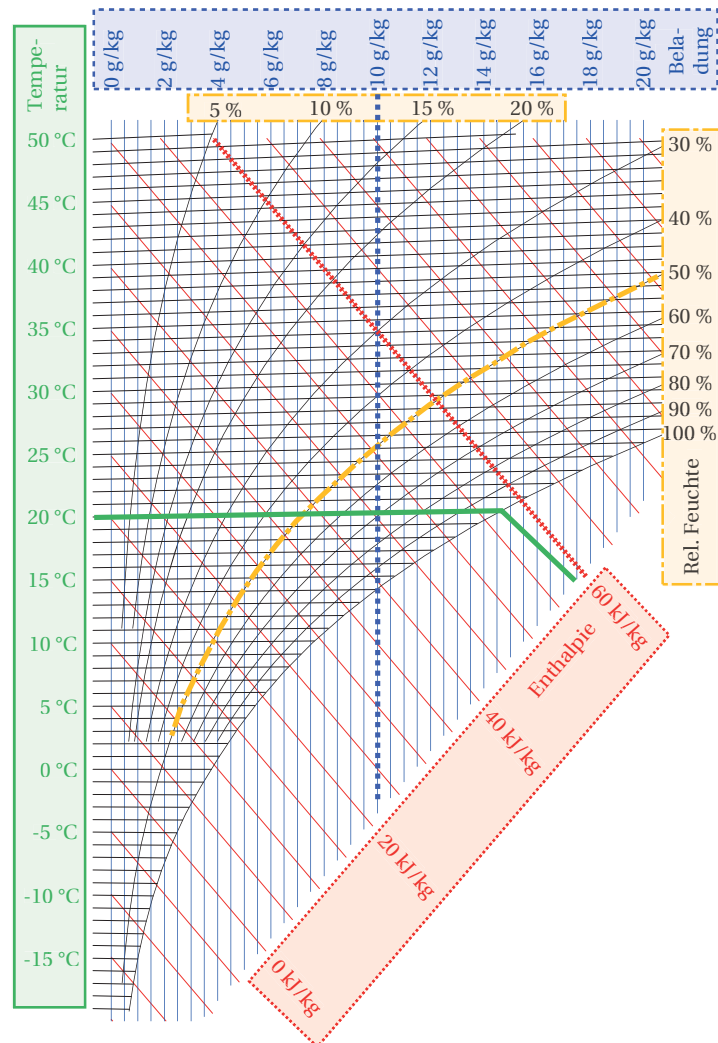 Tempe-
ratur
0 g/kg
2 g/kg
4 g/kg
6 g/kg
8 g/kg
10 g/kg
12 g/kg
14 g/kg
16 g/kg
18 g/kg
20 g/kg
Bela-
dung
5 %
10 %
15 %
20 %
50 °C
45 °C
40 °C
35 °C
30 °C
25 °C
20 °C
15 °C
10 °C
5 °C
0 °C
-5 °C
-10 °C
-15 °C
30 %
40 %
50 %
60 %
70 %
80 %
90 %
100 %
Rel. Feuchte
60 kJ/kg
Enthalpie
40 kJ/kg
20 kJ/kg
0 kJ/kg